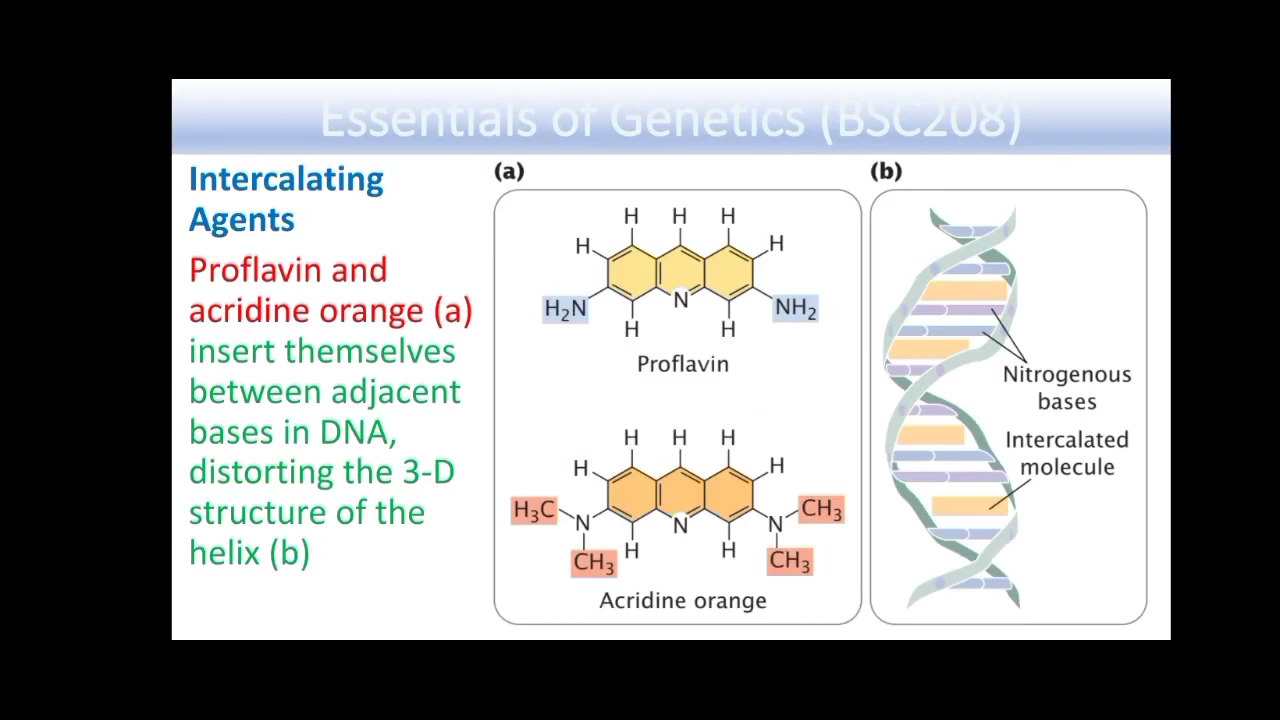 Essentials of Genetics (BSC208)
Intercalating
Agents
Proflavin and
acridine orange (a)
insert themselves
between adjacent
bases in DNA,
distorting the 3-D
structure of the
helix (b)
(a)
H H H
H H
H₂N N NH₂
H H
Proflavin
H H H
H H
H₃C CH₃
N N N
H H
CH₃ CH₃
Acridine orange
(b)
Nitrogenous
bases
Intercalated
molecule